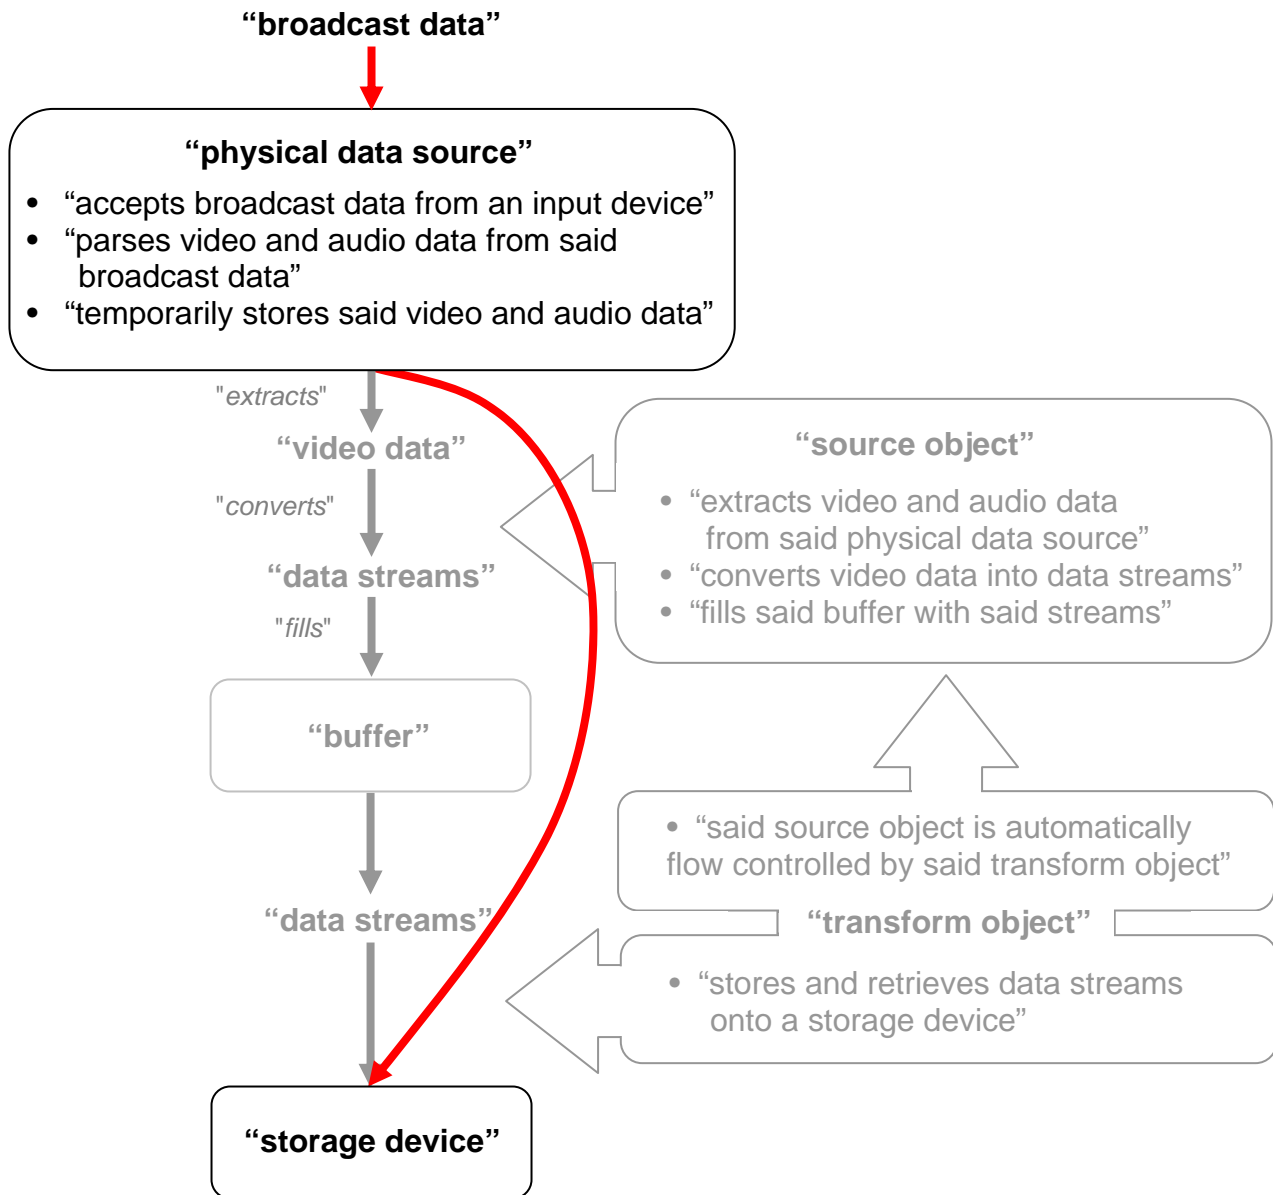 “broadcast data”
“physical data source”
• “accepts broadcast data from an input device”
• “parses video and audio data from said
broadcast data”
• “temporarily stores said video and audio data”
"extracts"
“video data”
"converts"
“data streams”
"fills"
“buffer”
“data streams”
“storage device”
“source object”
• “extracts video and audio data
from said physical data source”
• “converts video data into data streams”
• “fills said buffer with said streams”
• “said source object is automatically
flow controlled by said transform object”
“transform object”
• “stores and retrieves data streams
onto a storage device”